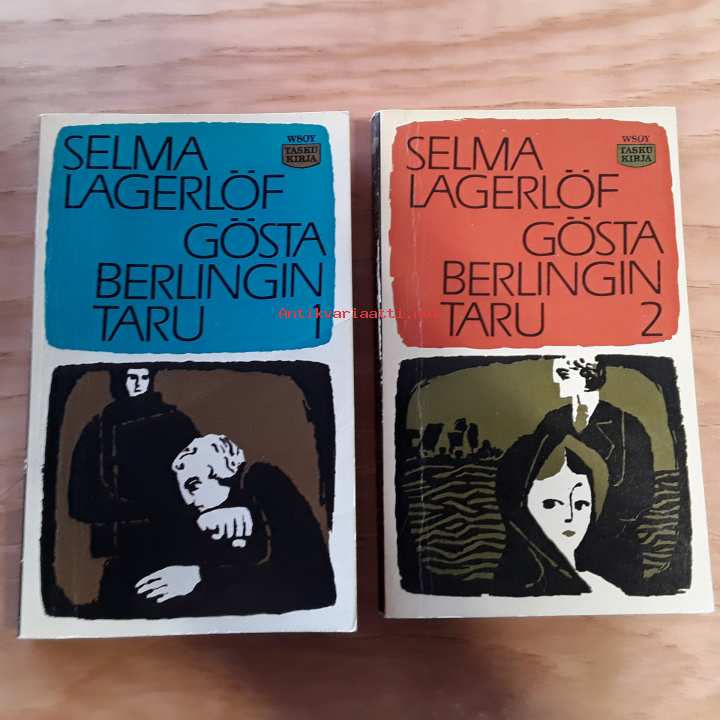 SELMA
LAGERLÖF
GÖSTA
BERLINGIN
TARU 1
WSOY
TASKU
KIRJA
SELMA
LAGERLÖF
GÖSTA
BERLINGIN
TARU 2
WSOY
TASKU
KIRJA
Antikvariaatti.net